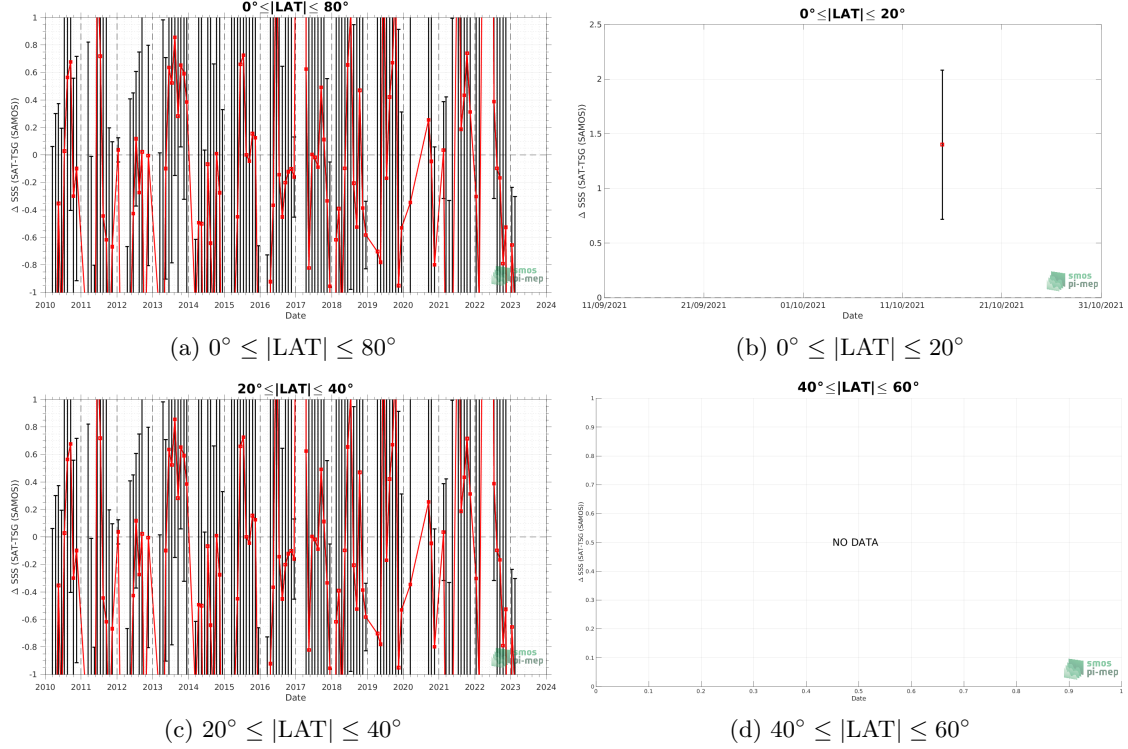 0°≤|LAT|≤ 80°
Δ SSS (SAT-TSG (SAMOS))
1
0.8
0.6
0.4
0.2
0
-0.2
-0.4
-0.6
-0.8
-1
2010 2011 2012 2013 2014 2015 2016 2017 2018 2019 2020 2021 2022 2023 2024
Date
smos
pi-mep
(a) 0° ≤ |LAT| ≤ 80°
0°≤|LAT|≤ 20°
Δ SSS (SAT-TSG (SAMOS))
2.5
2
1.5
1
0.5
0
11/09/2021 21/09/2021 01/10/2021 11/10/2021 21/10/2021 31/10/2021
Date
smos
pi-mep
(b) 0° ≤ |LAT| ≤ 20°
20°≤|LAT|≤ 40°
Δ SSS (SAT-TSG (SAMOS))
1
0.8
0.6
0.4
0.2
0
-0.2
-0.4
-0.6
-0.8
-1
2010 2011 2012 2013 2014 2015 2016 2017 2018 2019 2020 2021 2022 2023 2024
Date
smos
pi-mep
(c) 20° ≤ |LAT| ≤ 40°
40°≤|LAT|≤ 60°
Δ SSS (SAT-TSG (SAMOS))
1
0.9
0.8
0.7
0.6
0.5
0.4
0.3
0.2
0.1
0
NO DATA
0 0.1 0.2 0.3 0.4 0.5 0.6 0.7 0.8 0.9 1
Date
smos
pi-mep
(d) 40° ≤ |LAT| ≤ 60°